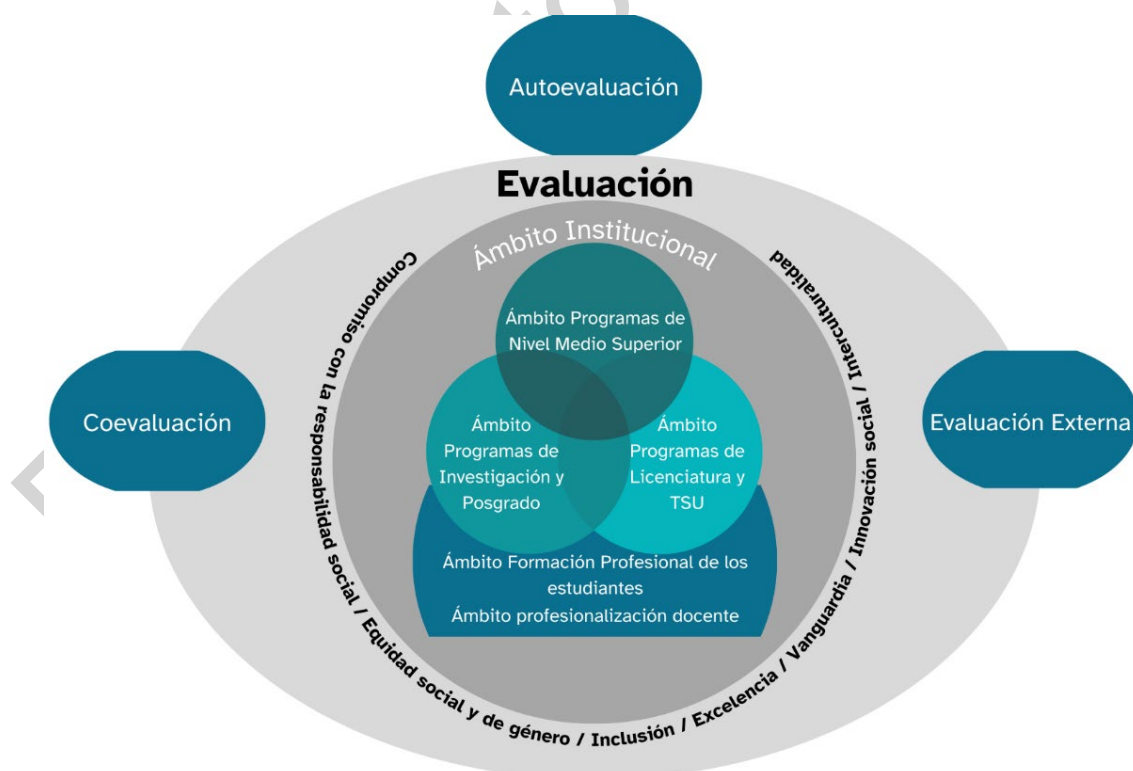 Autoevaluación
Evaluación
Ámbito Institucional
Compromiso con la responsabilidad social / Equidad social y de género / Inclusión / Excelencia / Vanguardia / Innovación social / Interculturalidad
Ámbito Programas de
Nivel Medio Superior
Coevaluación
Evaluación Externa
Ámbito
Programas de
Investigación y
Posgrado
Ámbito
Programas de
Licenciatura y
TSU
Ámbito Formación Profesional de los
estudiantes
Ámbito profesionalización docente